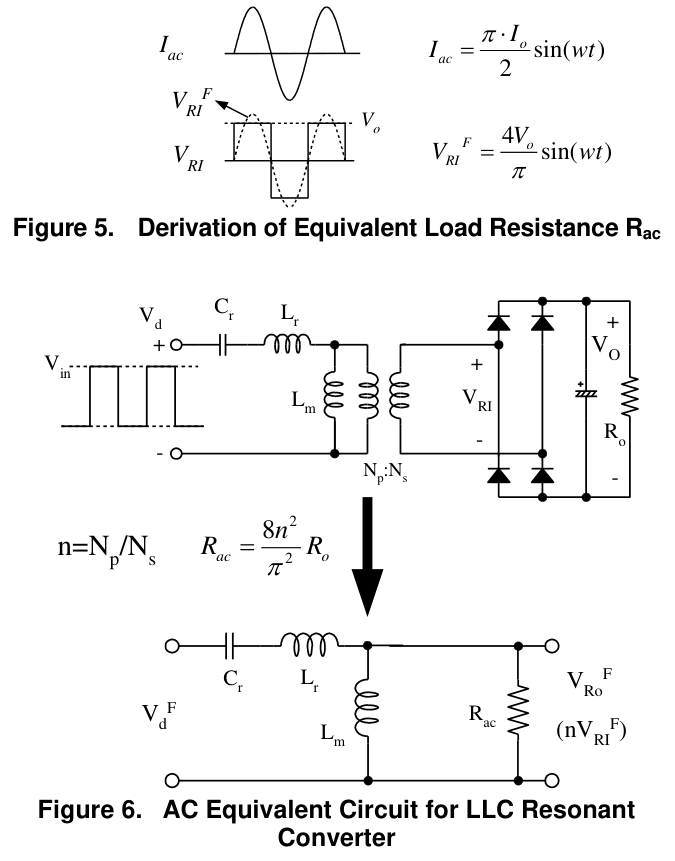 I_ac
I_ac = π · I_o / 2 sin(wt)
V_RI^F
V_o
V_RI
V_RI^F = 4V_o / π sin(wt)
Figure 5. Derivation of Equivalent Load Resistance R_ac
C_r
L_r
V_d
+
+
V_in
V_O
+
+
L_m
V_RI
R_o
-
-
N_p:N_s
-
n=N_p/N_s
R_ac = 8n^2 / π^2 R_o
C_r
L_r
V_Ro^F
V_d^F
R_ac
L_m
(nV_RI^F)
Figure 6. AC Equivalent Circuit for LLC Resonant
Converter